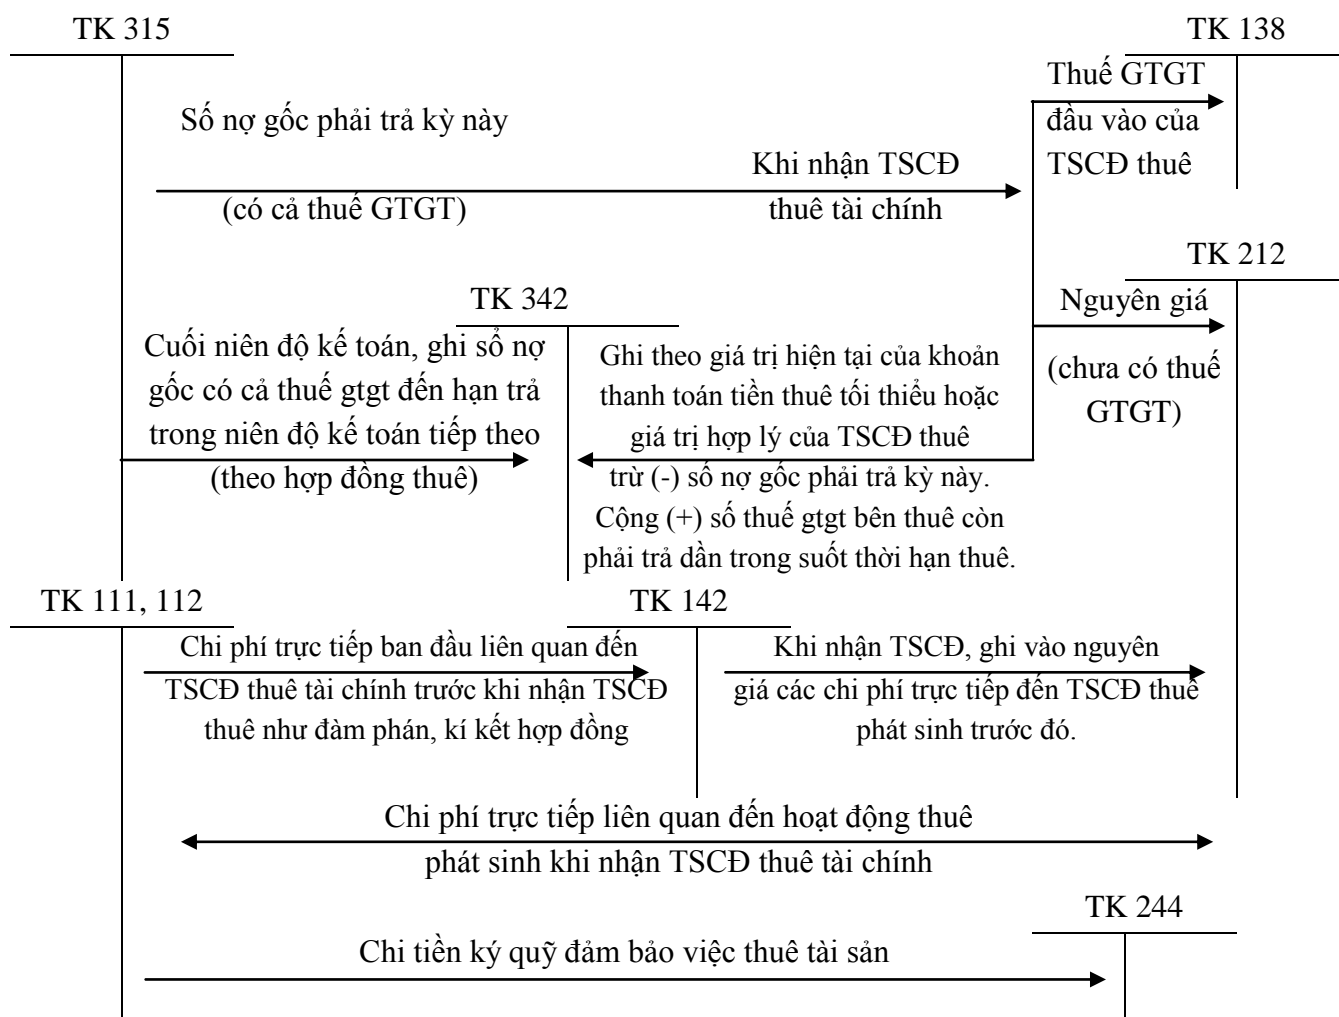 TK 315
TK 138
Thuế GTGT
đầu vào của
TSCĐ thuê
Số nợ gốc phải trả kỳ này
(có cả thuế GTGT)
Khi nhận TSCĐ
thuê tài chính
TK 212
Nguyên giá
(chưa có thuế
GTGT)
TK 342
Cuối niên độ kế toán, ghi sổ nợ
gốc có cả thuế gtgt đến hạn trả
trong niên độ kế toán tiếp theo
(theo hợp đồng thuê)
Ghi theo giá trị hiện tại của khoản
thanh toán tiền thuê tối thiểu hoặc
giá trị hợp lý của TSCĐ thuê
trừ (-) số nợ gốc phải trả kỳ này.
Cộng (+) số thuế gtgt bên thuê còn
phải trả dần trong suốt thời hạn thuê.
TK 111, 112
TK 142
Chi phí trực tiếp ban đầu liên quan đến
TSCĐ thuê tài chính trước khi nhận TSCĐ
thuê như đàm phán, kí kết hợp đồng
Khi nhận TSCĐ, ghi vào nguyên
giá các chi phí trực tiếp đến TSCĐ thuê
phát sinh trước đó.
Chi phí trực tiếp liên quan đến hoạt động thuê
phát sinh khi nhận TSCĐ thuê tài chính
TK 244
Chi tiền ký quỹ đảm bảo việc thuê tài sản